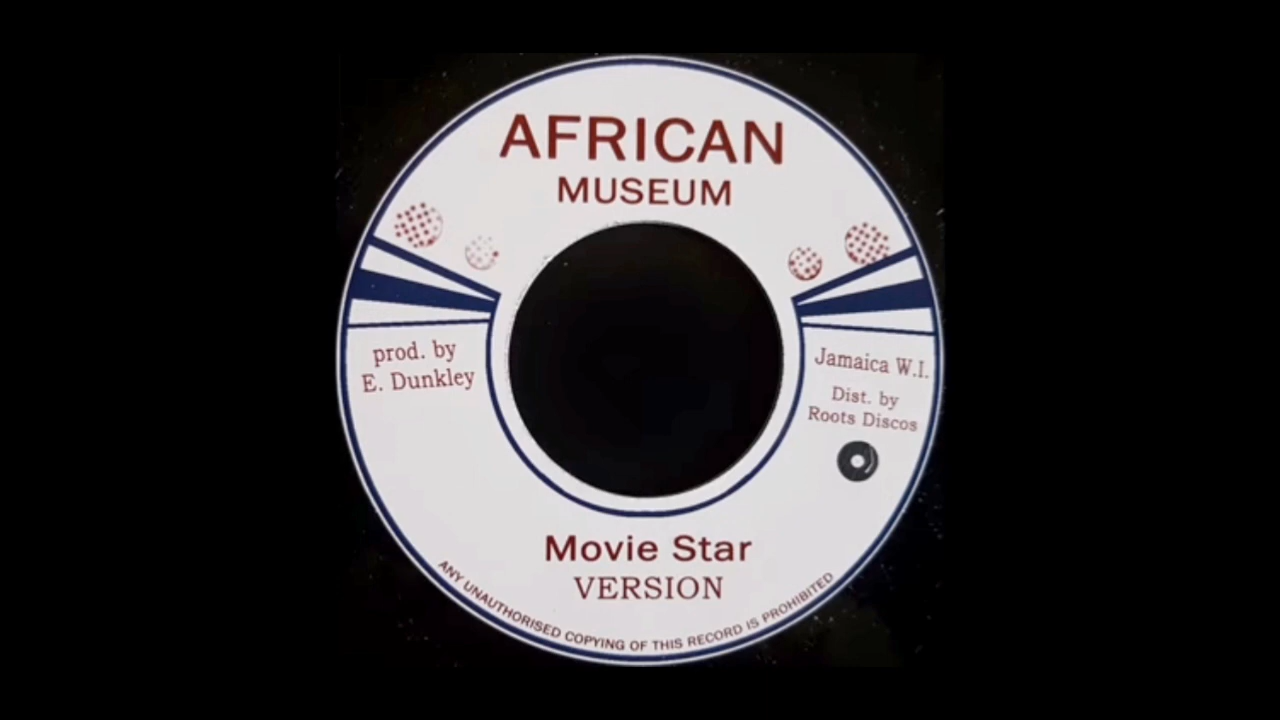 AFRICAN
MUSEUM
prod. by
E. Dunkley
Jamaica W.I.
Dist. by
Roots Discos
Movie Star
VERSION
ANY UNAUTHORISED COPYING OF THIS RECORD IS PROHIBITED